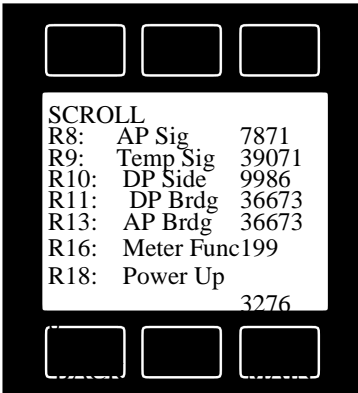 SCROLL
R8: AP Sig 7871
R9: Temp Sig 39071
R10: DP Side 9986
R11: DP Brdg 36673
R13: AP Brdg 36673
R16: Meter Func199
R18: Power Up
3276